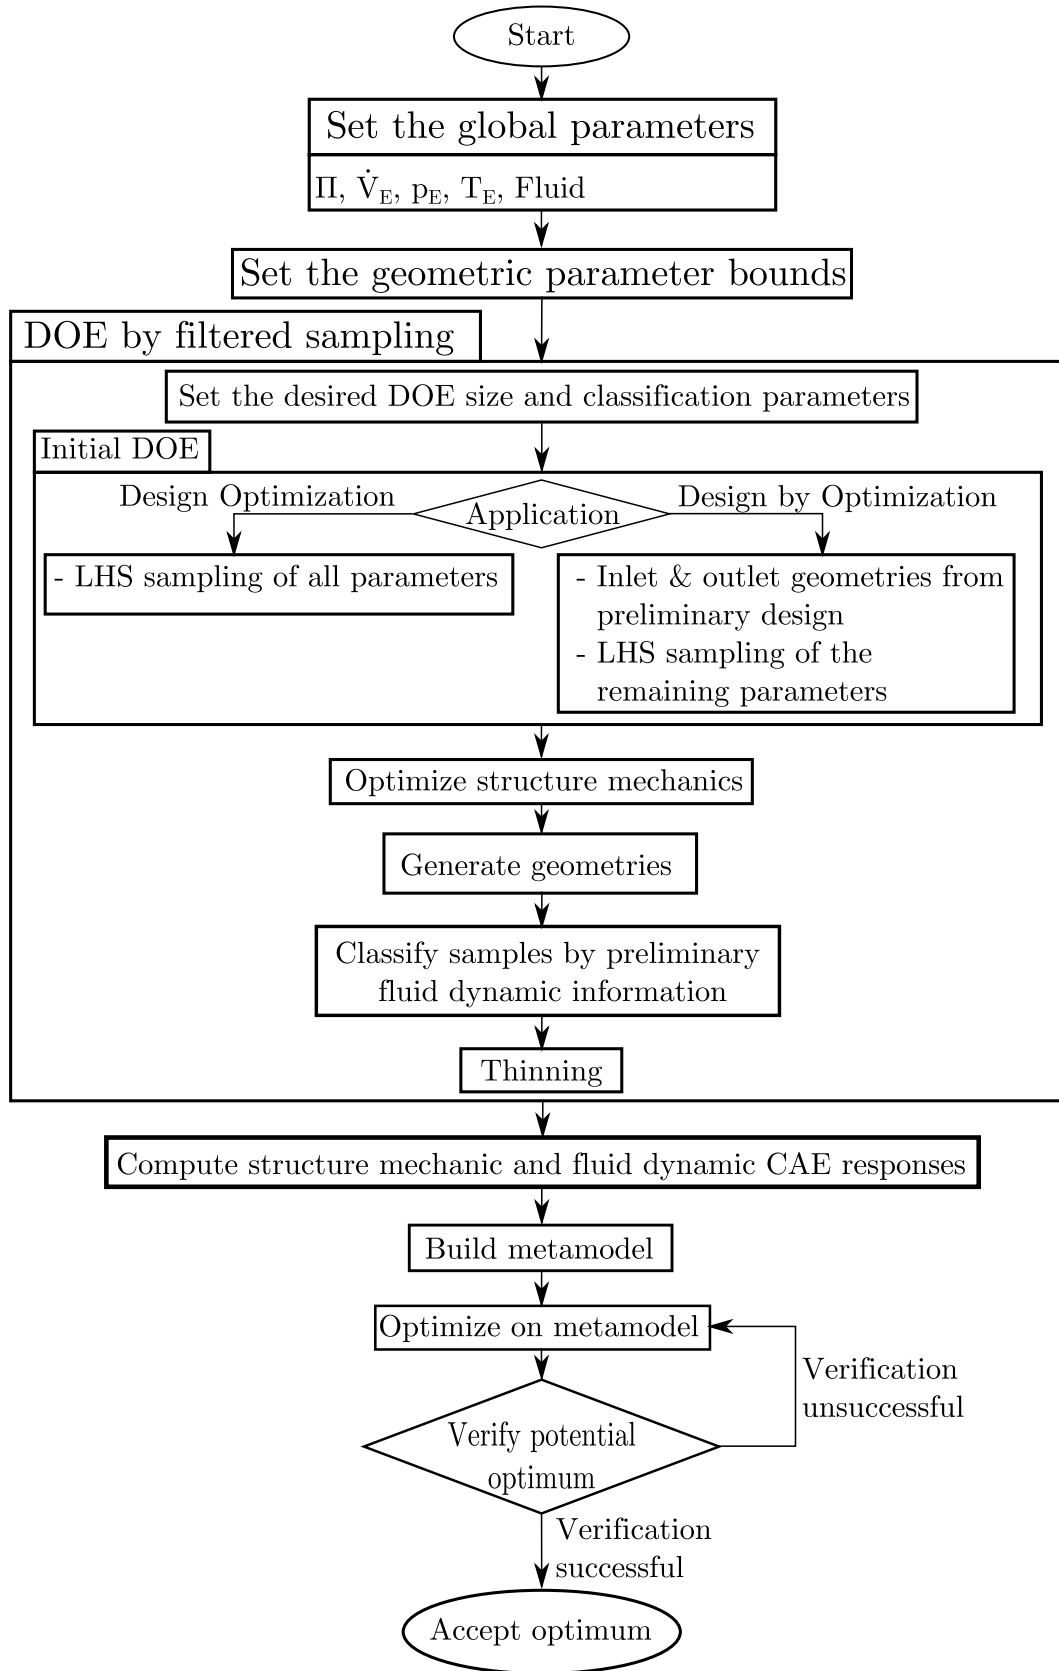 Start
Set the global parameters
Π, V̇E, pE, TE, Fluid
Set the geometric parameter bounds
DOE by filtered sampling
Set the desired DOE size and classification parameters
Initial DOE
Design Optimization
Application
Design by Optimization
- LHS sampling of all parameters
- Inlet & outlet geometries from
preliminary design
- LHS sampling of the
remaining parameters
Optimize structure mechanics
Generate geometries
Classify samples by preliminary
fluid dynamic information
Thinning
Compute structure mechanic and fluid dynamic CAE responses
Build metamodel
Optimize on metamodel
Verification
unsuccessful
Verify potential
optimum
Verification
successful
Accept optimum